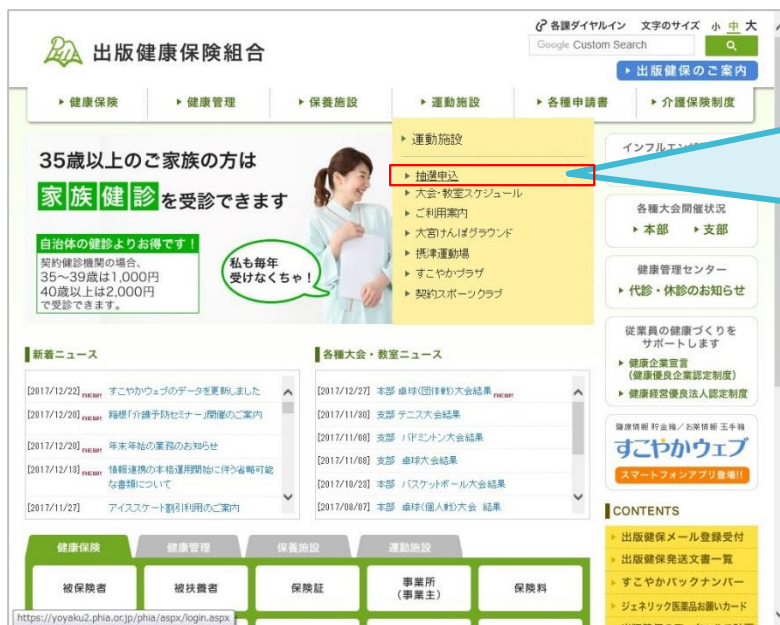 各課ダイヤルイン 文字のサイズ 小 中 大
PHIA 出版健康保険組合
Google Custom Search
出版健保のご案内
健康保険 健康管理 保養施設 運動施設 各種申請書 介護保険制度
35歳以上のご家族の方は
家族健診を受診できます
自治体の健診よりお得です!
契約健診機関の場合、
35～39歳は1,000円
40歳以上は2,000円
で受診できます。
私も毎年
受けなくちゃ!
運動施設
抽選申込
大会・教室スケジュール
ご利用案内
大宮けんぽグラウンド
摂津運動場
すこやかプラザ
契約スポーツクラブ
インフルエン
各種大会開催状況
本部 支部
健康管理センター
代診・休診のお知らせ
従業員の健康づくりを
サポートします
健康企業宣言
(健康優良企業認定制度)
健康経営優良法人認定制度
健康情報 貯金箱/お薬情報 玉手箱
すこやかウェブ
スマートフォンアプリ登場!!
新着ニュース
[2017/12/22] NEW! すこやかウェブのデータを更新しました
[2017/12/20] NEW! 箱根「介護予防セミナー」開催のご案内
[2017/12/20] NEW! 年末年始の業務のお知らせ
[2017/12/13] NEW! 情報連携の本格運用開始に伴う省略可能
な書類について
[2017/11/27] アイススケート割引利用のご案内
各種大会・教室ニュース
[2017/12/27] 本部 卓球(団体戦)大会結果 NEW!
[2017/11/30] 支部 テニス大会結果
[2017/11/08] 支部 バドミントン大会結果
[2017/11/08] 支部 卓球大会結果
[2017/10/23] 本部 バスケットボール大会結果
[2017/08/07] 本部 卓球(個人戦)大会 結果
CONTENTS
出版健保メール登録受付
出版健保発送文書一覧
すこやかバックナンバー
ジェネリック医薬品お願いカード
健康保険 健康管理 保養施設 運動施設
被保険者 被扶養者 保険証 事業所
(事業主) 保険料
https://yoyaku2.phia.or.jp/phia/aspx/login.aspx